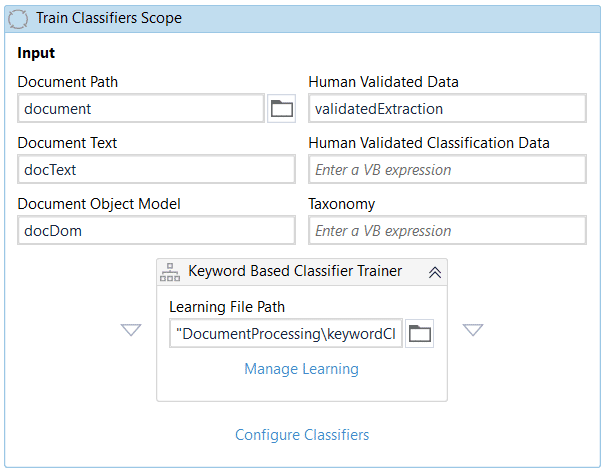 Train Classifiers Scope
Input
Document Path
Human Validated Data
document
validatedExtraction
Document Text
Human Validated Classification Data
docText
Enter a VB expression
Document Object Model
Taxonomy
docDom
Enter a VB expression
Keyword Based Classifier Trainer
Learning File Path
"DocumentProcessing\keywordCl
Manage Learning
Configure Classifiers